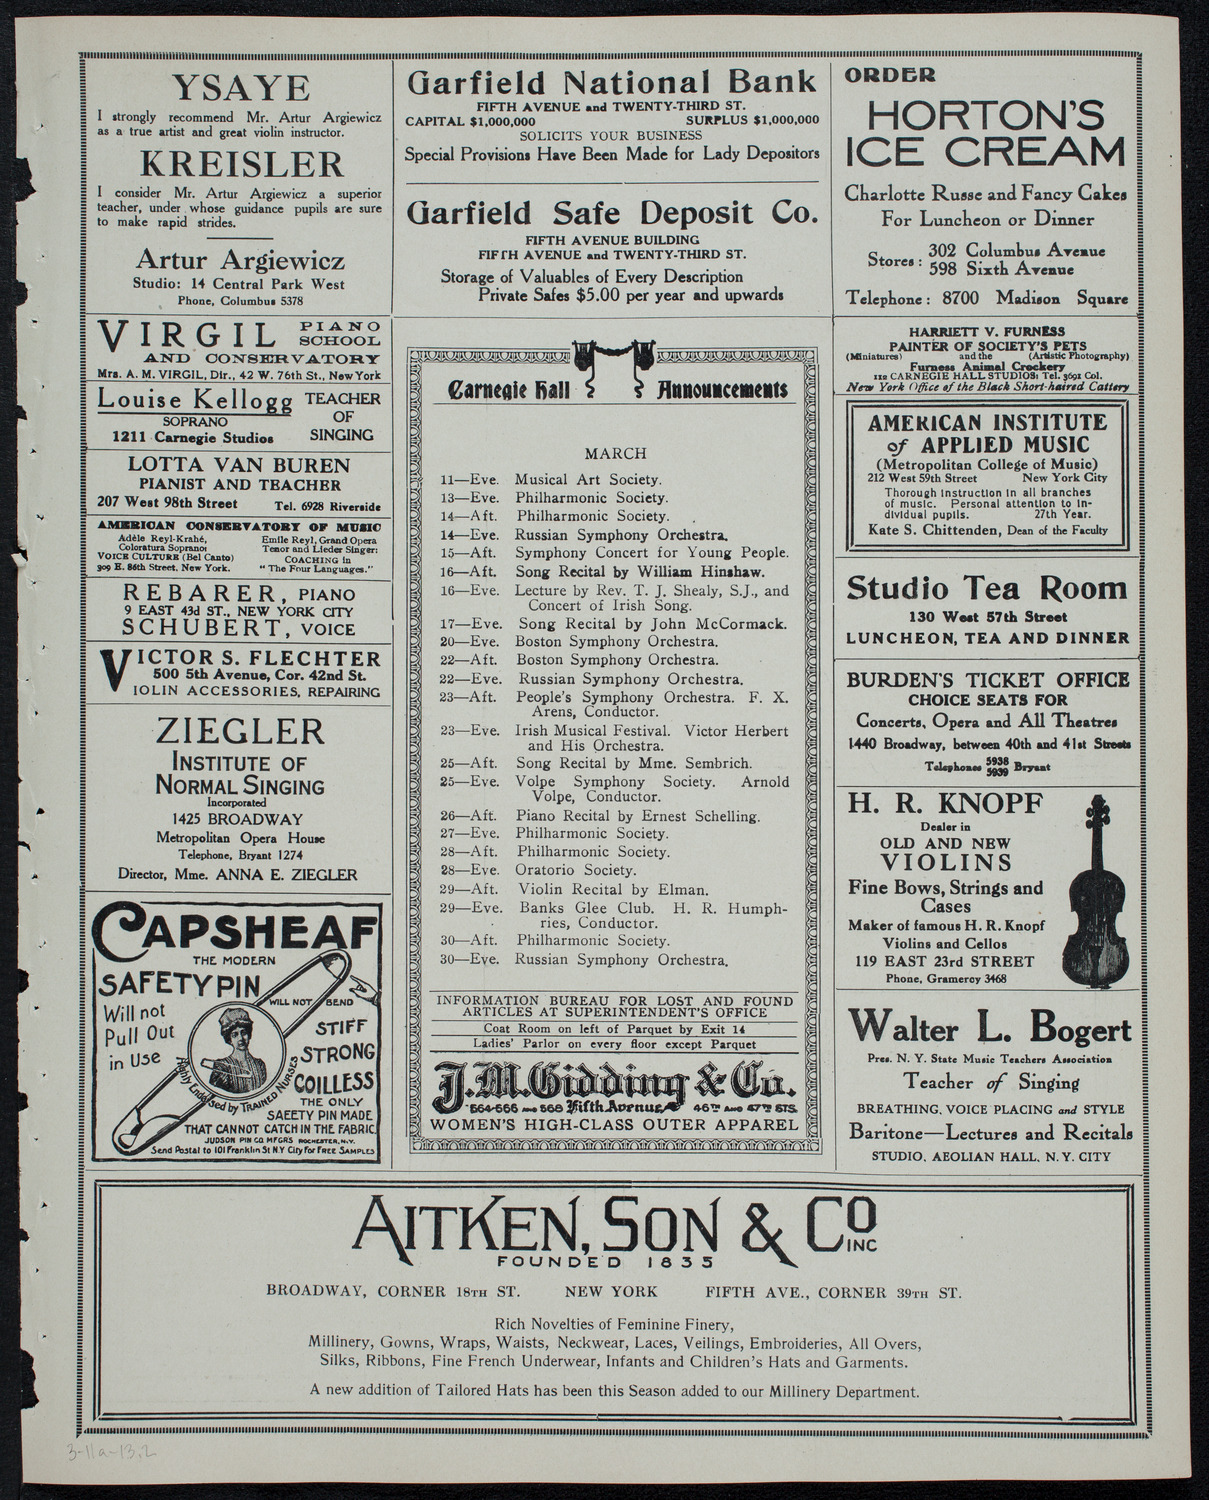 YSAYE
I strongly recommend Mr. Artur Argiewicz
as a true artist and great violin instructor.
KREISLER
I consider Mr. Artur Argiewicz a superior
teacher, under whose guidance pupils are sure
to make rapid strides.
Artur Argiewicz
Studio: 14 Central Park West
Phone, Columbus 5378
VIRGIL PIANO SCHOOL
AND CONSERVATORY
Mrs. A. M. VIRGIL, Dir., 42 W. 76th St., New York
Louise Kellogg TEACHER
SOPRANO OF
1211 Carnegie Studios SINGING
LOTTA VAN BUREN
PIANIST AND TEACHER
207 West 98th Street Tel. 6928 Riverside
AMERICAN CONSERVATORY OF MUSIC
Adèle Reyl-Krahé, Emile Reyl, Grand Opera
Coloratura Soprano: Tenor and Lieder Singer:
VOICE CULTURE (Bel Canto) COACHING in
309 E. 86th Street, New York. "The Four Languages."
REBARER, PIANO
9 EAST 43d ST., NEW YORK CITY
SCHUBERT, VOICE
VICTOR S. FLECHTER
500 5th Avenue, Cor. 42nd St.
VIOLIN ACCESSORIES, REPAIRING
ZIEGLER
INSTITUTE OF
NORMAL SINGING
Incorporated
1425 BROADWAY
Metropolitan Opera House
Telephone, Bryant 1274
Director, Mme. ANNA E. ZIEGLER
CAPSHEAF
THE MODERN
SAFETY PIN
WILL NOT BEND
Will not
Pull Out
in Use
STIFF
STRONG
COILLESS
Highly Endorsed by TRAINED NURSES
THE ONLY
SAFETY PIN MADE
THAT CANNOT CATCH IN THE FABRIC.
JUDSON PIN CO. MFGRS ROCHESTER, N.Y.
Send Postal to 101 Franklin St N.Y City For FREE SAMPLES
Garfield National Bank
FIFTH AVENUE and TWENTY-THIRD ST.
CAPITAL $1,000,000 SURPLUS $1,000,000
SOLICITS YOUR BUSINESS
Special Provisions Have Been Made for Lady Depositors
Garfield Safe Deposit Co.
FIFTH AVENUE BUILDING
FIFTH AVENUE and TWENTY-THIRD ST.
Storage of Valuables of Every Description
Private Safes $5.00 per year and upwards
Carnegie Hall Announcements
MARCH
11—Eve. Musical Art Society.
13—Eve. Philharmonic Society.
14—Aft. Philharmonic Society.
14—Eve. Russian Symphony Orchestra.
15—Aft. Symphony Concert for Young People.
16—Aft. Song Recital by William Hinshaw.
16—Eve. Lecture by Rev. T. J. Shealy, S.J., and
Concert of Irish Song.
17—Eve. Song Recital by John McCormack.
20—Eve. Boston Symphony Orchestra.
22—Aft. Boston Symphony Orchestra.
22—Eve. Russian Symphony Orchestra.
23—Aft. People's Symphony Orchestra. F. X.
Arens, Conductor.
23—Eve. Irish Musical Festival. Victor Herbert
and His Orchestra.
25—Aft. Song Recital by Mme. Sembrich.
25—Eve. Volpe Symphony Society. Arnold
Volpe, Conductor.
26—Aft. Piano Recital by Ernest Schelling.
27—Eve. Philharmonic Society.
28—Aft. Philharmonic Society.
28—Eve. Oratorio Society.
29—Aft. Violin Recital by Elman.
29—Eve. Banks Glee Club. H. R. Humph-
ries, Conductor.
30—Aft. Philharmonic Society.
30—Eve. Russian Symphony Orchestra.
INFORMATION BUREAU FOR LOST AND FOUND
ARTICLES AT SUPERINTENDENT'S OFFICE
Coat Room on left of Parquet by Exit 14
Ladies' Parlor on every floor except Parquet
J. M. Gidding & Co.
564-566 AND 568 Fifth Avenue 46TH AND 47TH STS.
WOMEN'S HIGH-CLASS OUTER APPAREL
ORDER
HORTON'S
ICE CREAM
Charlotte Russe and Fancy Cakes
For Luncheon or Dinner
Stores: 302 Columbus Avenue
598 Sixth Avenue
Telephone: 8700 Madison Square
HARRIETT V. FURNESS
PAINTER OF SOCIETY'S PETS
(Miniatures) and the (Artistic Photography)
Furness Animal Crockery
112 CARNEGIE HALL STUDIOS: Tel. 3692 Col.
New York Office of the Black Short-haired Cattery
AMERICAN INSTITUTE
of APPLIED MUSIC
(Metropolitan College of Music)
212 West 59th Street New York City
Thorough instruction in all branches
of music. Personal attention to in-
dividual pupils. 27th Year.
Kate S. Chittenden, Dean of the Faculty
Studio Tea Room
130 West 57th Street
LUNCHEON, TEA AND DINNER
BURDEN'S TICKET OFFICE
CHOICE SEATS FOR
Concerts, Opera and All Theatres
1440 Broadway, between 40th and 41st Streets
Telephones 5938 5939 Bryant
H. R. KNOPF
Dealer in
OLD AND NEW
VIOLINS
Fine Bows, Strings and
Cases
Maker of famous H. R. Knopf
Violins and Cellos
119 EAST 23rd STREET
Phone, Gramercy 3468
Walter L. Bogert
Pres. N. Y. State Music Teachers Association
Teacher of Singing
BREATHING, VOICE PLACING and STYLE
Baritone—Lectures and Recitals
STUDIO, AEOLIAN HALL, N. Y. CITY
AITKEN, SON & CO INC
FOUNDED 1835
BROADWAY, CORNER 18TH ST. NEW YORK FIFTH AVE., CORNER 39TH ST.
Rich Novelties of Feminine Finery,
Millinery, Gowns, Wraps, Waists, Neckwear, Laces, Veilings, Embroideries, All Overs,
Silks, Ribbons, Fine French Underwear, Infants and Children's Hats and Garments.
A new addition of Tailored Hats has been this Season added to our Millinery Department.
3-11a-13.2